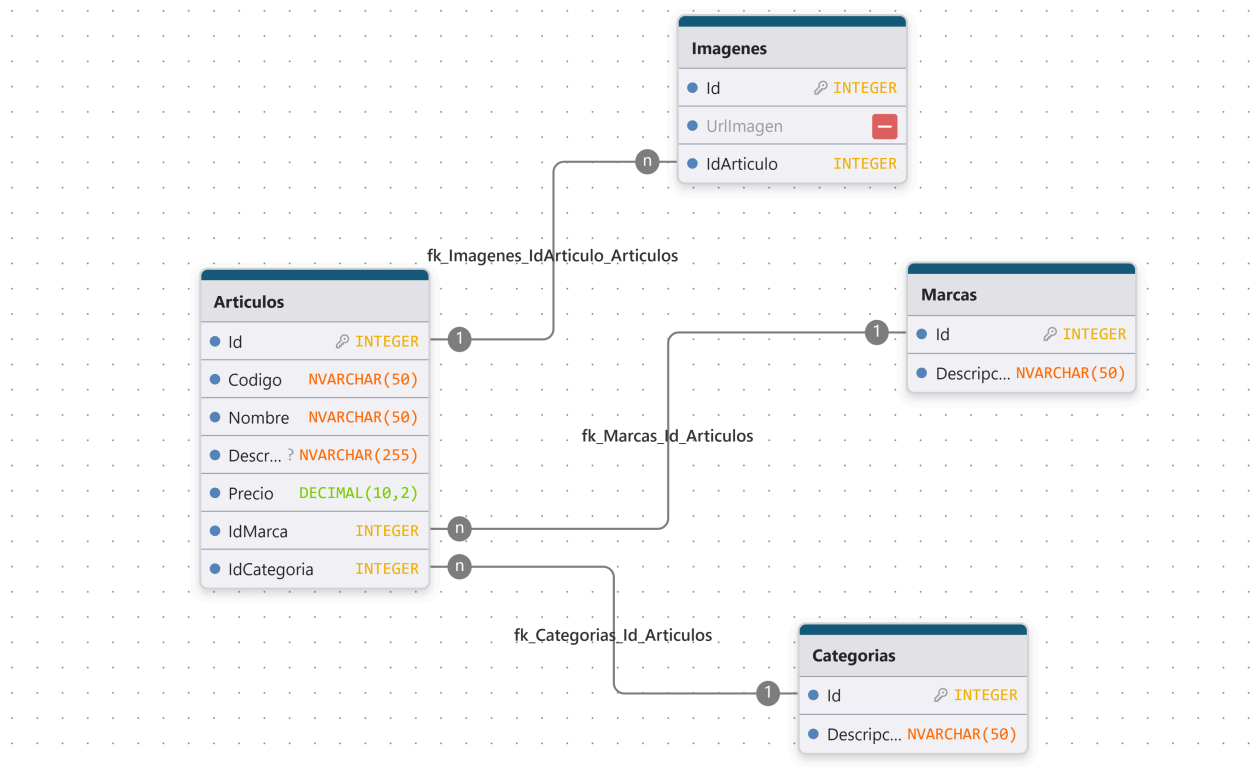 Imagenes
Id INTEGER
UrlImagen
IdArticulo INTEGER
n
fk_Imagenes_IdArticulo_Articulos
Articulos
Id INTEGER
1
Codigo NVARCHAR(50)
Nombre NVARCHAR(50)
Descr... ? NVARCHAR(255)
Precio DECIMAL(10,2)
IdMarca INTEGER
n
IdCategoria INTEGER
n
Marcas
1
Id INTEGER
Descripc... NVARCHAR(50)
fk_Marcas_Id_Articulos
fk_Categorias_Id_Articulos
Categorias
1
Id INTEGER
Descripc... NVARCHAR(50)